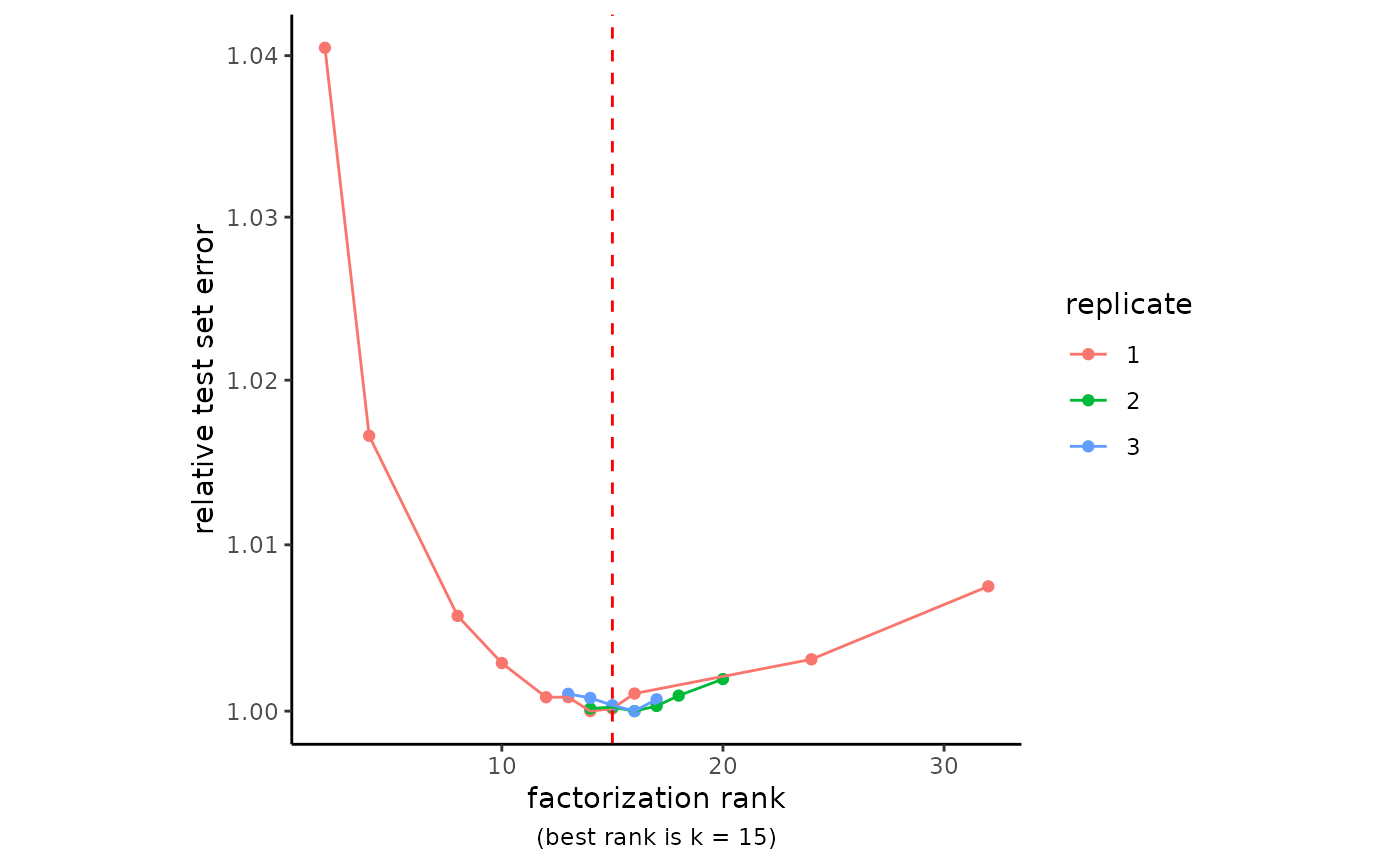 relative test set error
1.04
1.03
1.02
1.01
1.00
10 20 30
factorization rank
(best rank is k = 15)
replicate
1
2
3